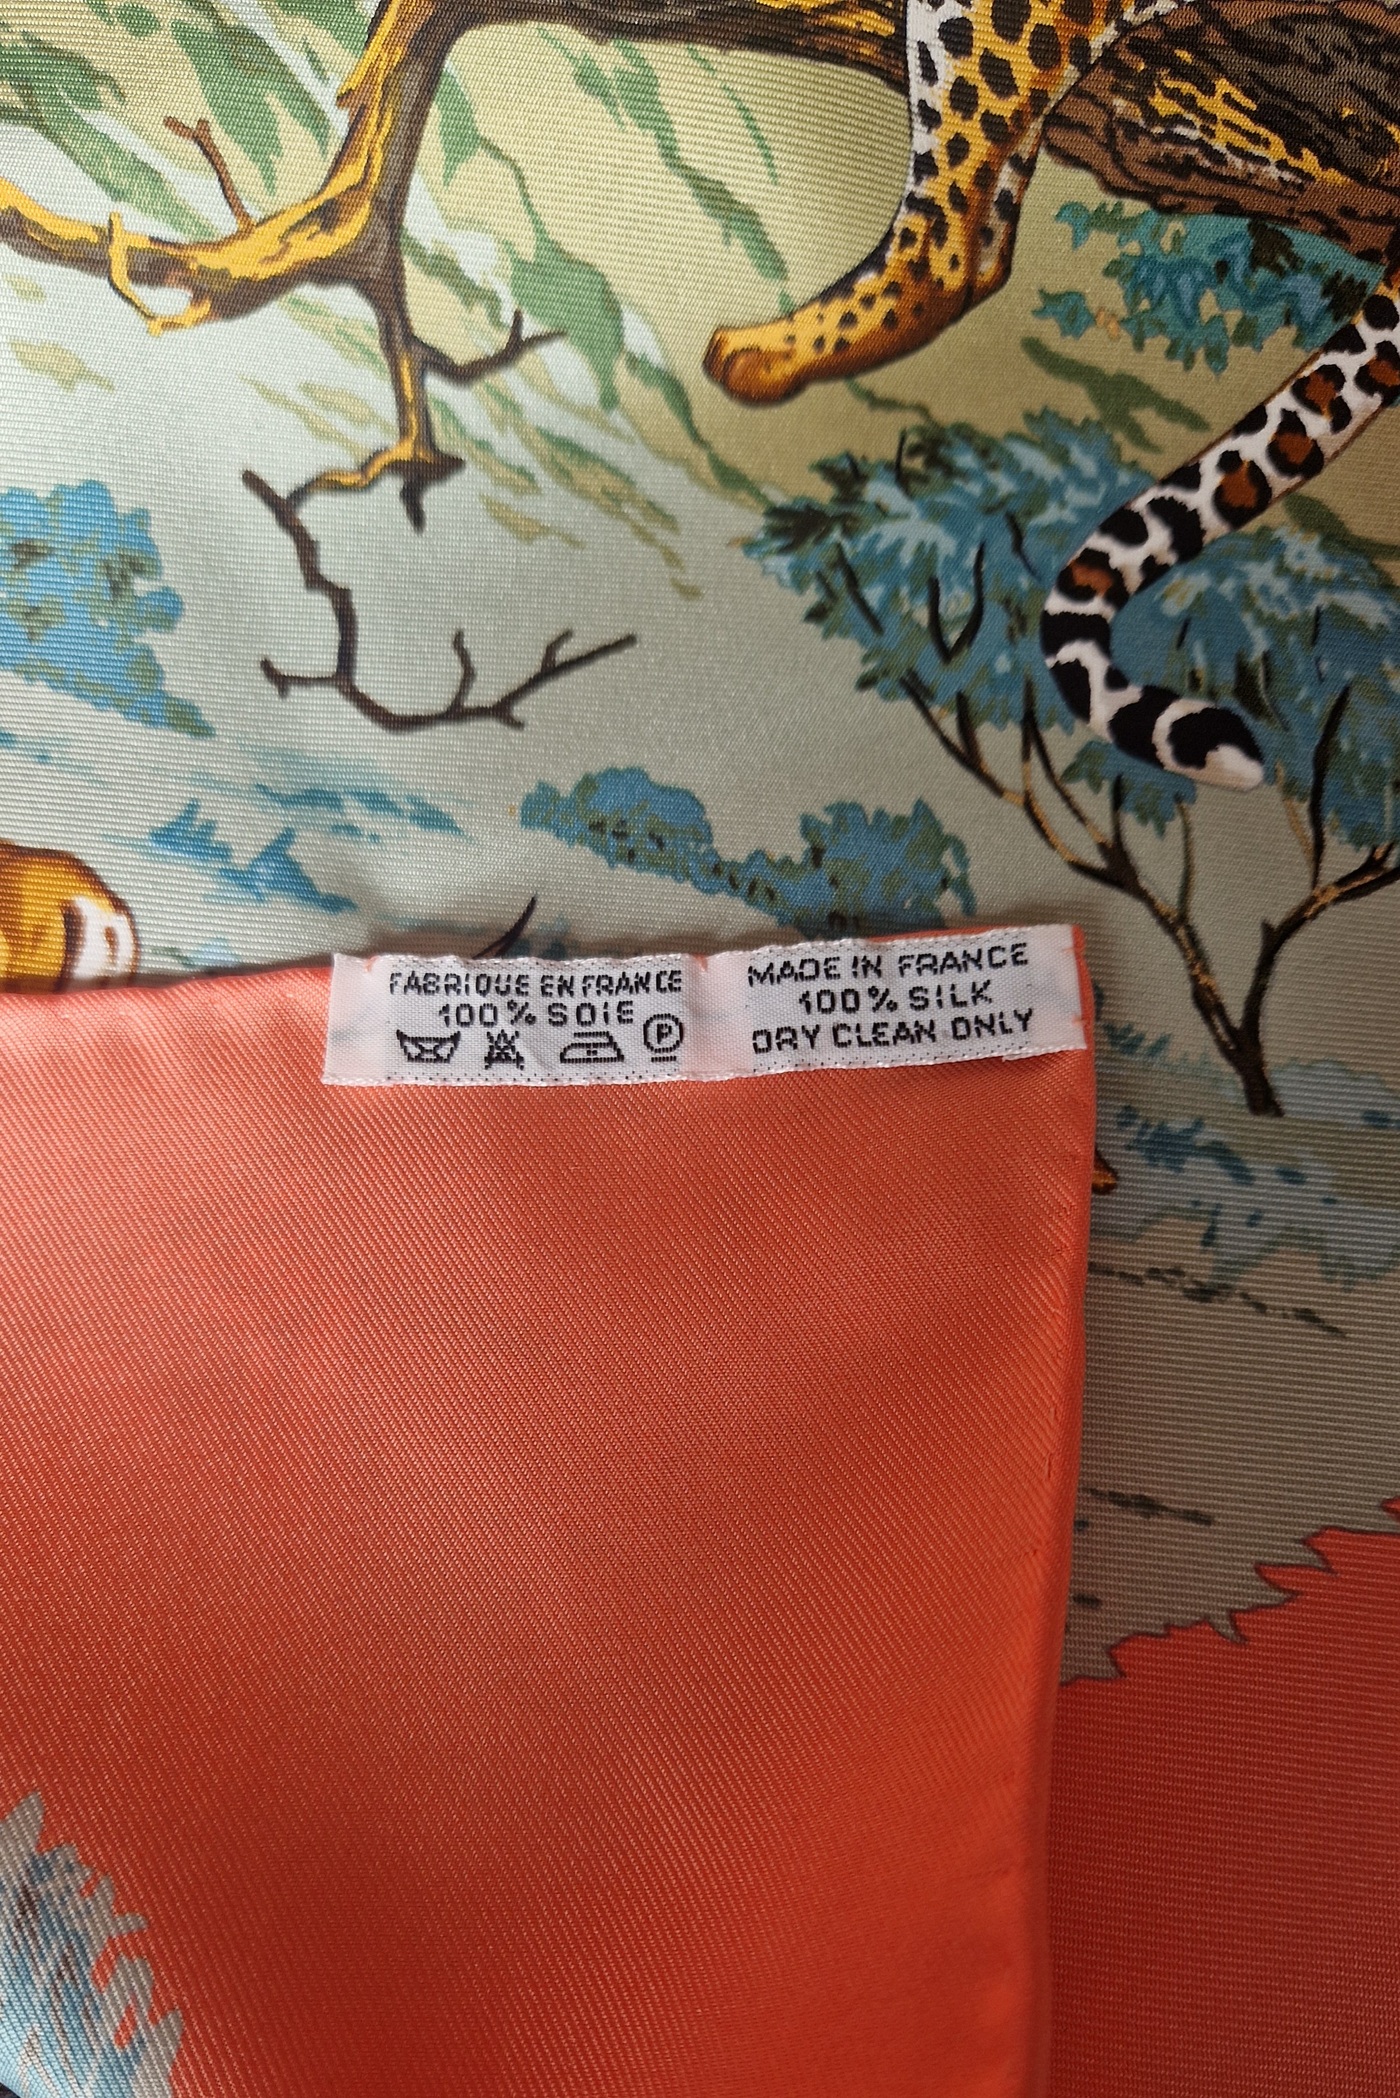 FABRIQUE EN FRANCE
100% SOIE
P
MADE IN FRANCE
100% SILK
DRY CLEAN ONLY